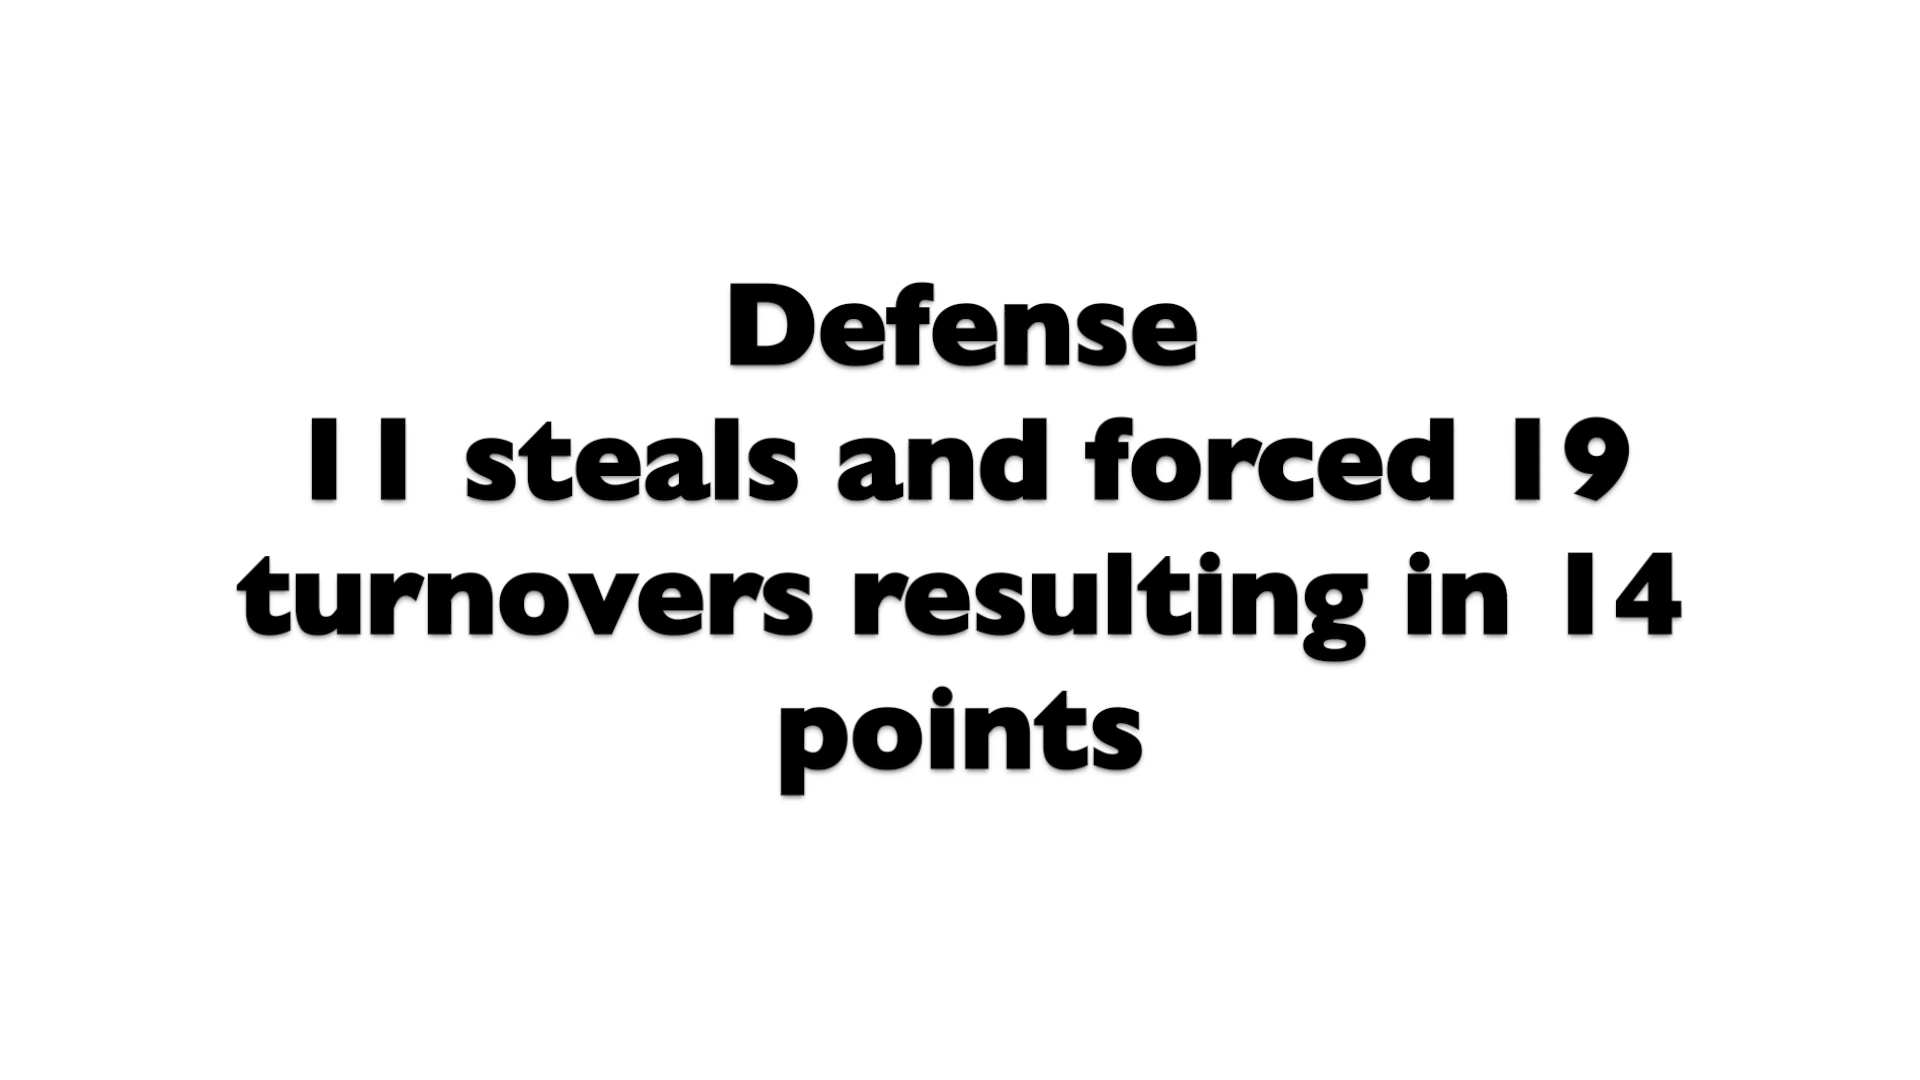 Defense
11 steals and forced 19
turnovers resulting in 14
points